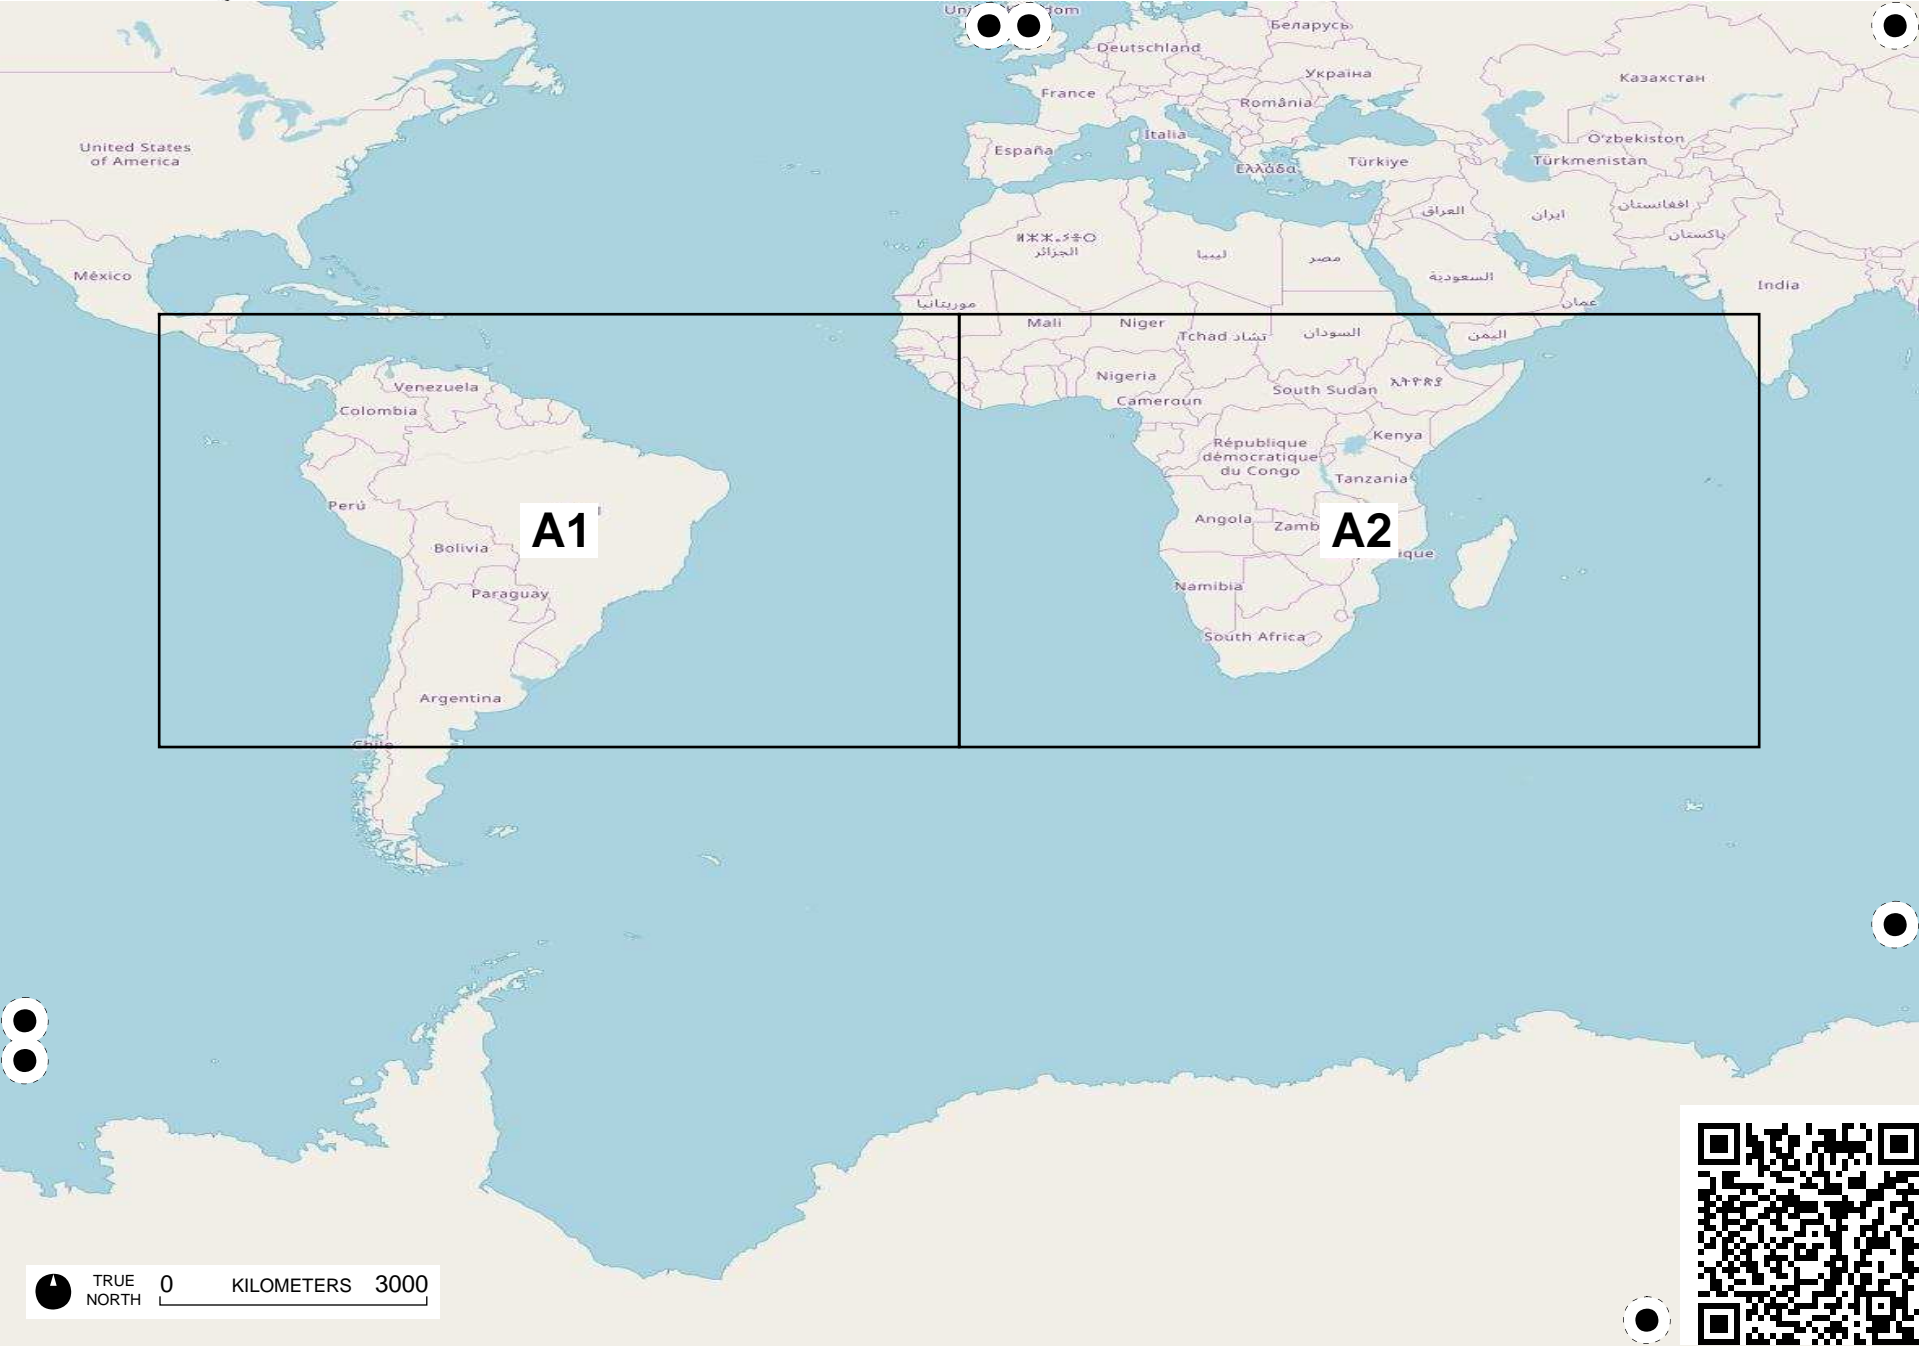 Deutschland
Беларусь
Україна
Казахстан
France
România
United States
of America
España
Italia
Ελλάδα
Türkiye
Oʻzbekiston
Türkmenistan
العراق
ایران
افغانستان
پاکستان
México
ⵍⵣⵣⴰⵢⴻⵔ
الجزائر
ليبيا
مصر
السعودية
عمان
India
موريتانيا
Mali
Niger
Tchad تشاد
السودان
اليمن
Venezuela
Colombia
Nigeria
Cameroun
South Sudan
ኢትዮጵያ
Kenya
République
démocratique
du Congo
Tanzania
Perú
A1
Angola
Zamb
A2
ique
Bolivia
Paraguay
Namibia
South Africa
Argentina
Chile
TRUE
NORTH
0 KILOMETERS 3000